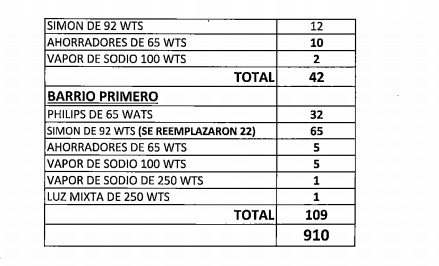 SIMON DE 92 WTS 12
AHORRADORES DE 65 WTS 10
VAPOR DE SODIO 100 WTS 2
TOTAL 42
BARRIO PRIMERO
PHILIPS DE 65 WATS 32
SIMON DE 92 WTS (SE REEMPLAZARON 22) 65
AHORRADORES DE 65 WTS 5
VAPOR DE SODIO 100 WTS 5
VAPOR DE SODIO DE 250 WTS 1
LUZ MIXTA DE 250 WTS 1
TOTAL 109
910